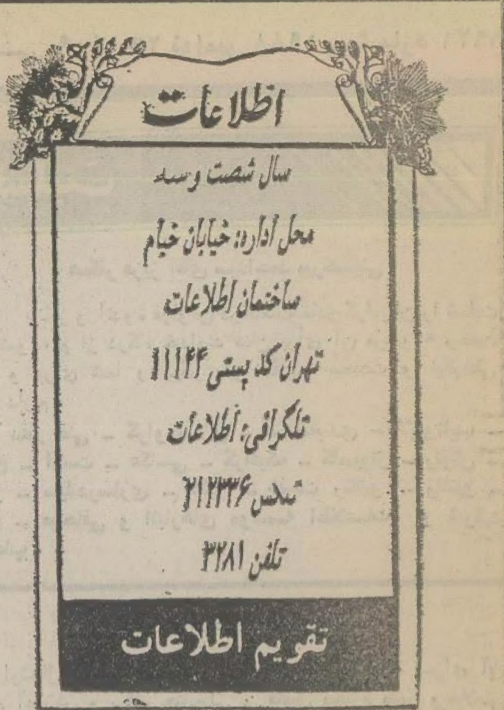 اطلاعات
سال شصت و سه
محل اداره: خیابان خیام
ساختمان اطلاعات
تهران کد پستی ۱۱۱۴۴
تلگرافی: اطلاعات
تلکس ۲۱۲۳۳۶
تلفن ۳۲۸۱
تقویم اطلاعات